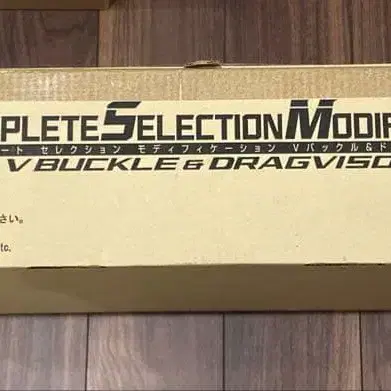 PLETE SELECTION MODIF
ート セレクション モディフィケーション Vバックル＆ド
V BUCKLE & DRAGVISO
さい。
tc.